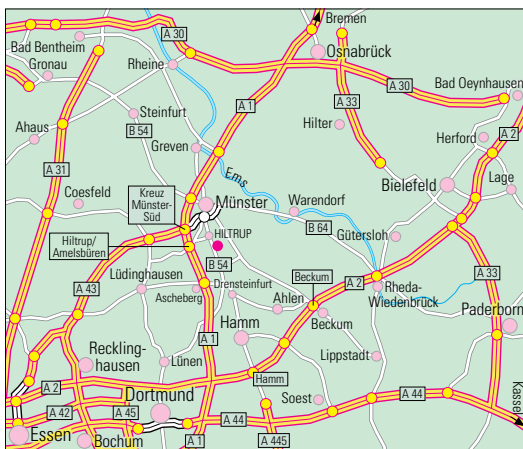 Bremen
A 30
Bad Bentheim
Osnabrück
Gronau
Rheine
A 30
Bad Oeynhausen
A 1
A 33
Steinfurt
Hilter
Ahaus
B 54
Herford
A 2
Greven
A 31
Ems
Bielefeld
Lage
Coesfeld
Kreuz
Münster-
Süd
Münster
Warendorf
B 64
Gütersloh
HILTRUP
Hiltrup/
Amelsbüren
B 54
A 33
A 43
Lüdinghausen
Ascheberg
Drensteinfurt
Beckum
A 2
Rheda-
Wiedenbrück
Ahlen
Beckum
Paderborn
Hamm
A 1
Reckling-
hausen
Lünen
Lippstadt
Hamm
A 2
Dortmund
Soest
A 44
Kassel
A 42
A 45
A 44
Essen
Bochum
A 1
A 445